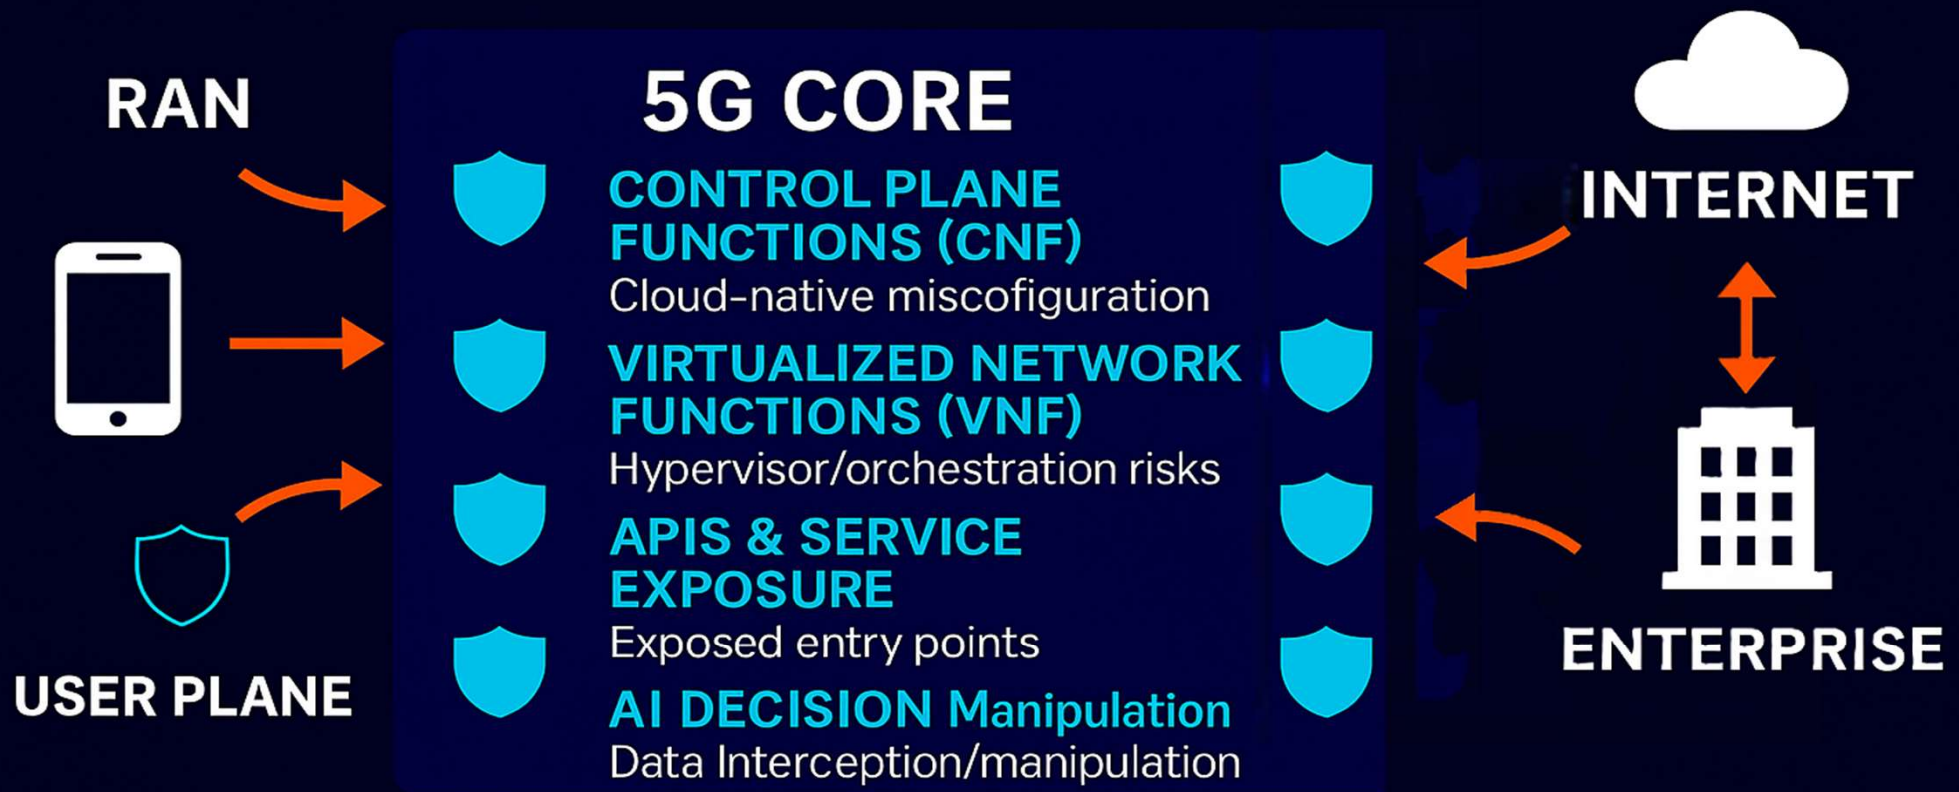 RAN
USER PLANE
5G CORE
CONTROL PLANE
FUNCTIONS (CNF)
Cloud-native miscofiguration
VIRTUALIZED NETWORK
FUNCTIONS (VNF)
Hypervisor/orchestration risks
APIS & SERVICE
EXPOSURE
Exposed entry points
AI DECISION Manipulation
Data Interception/manipulation
INTERNET
ENTERPRISE